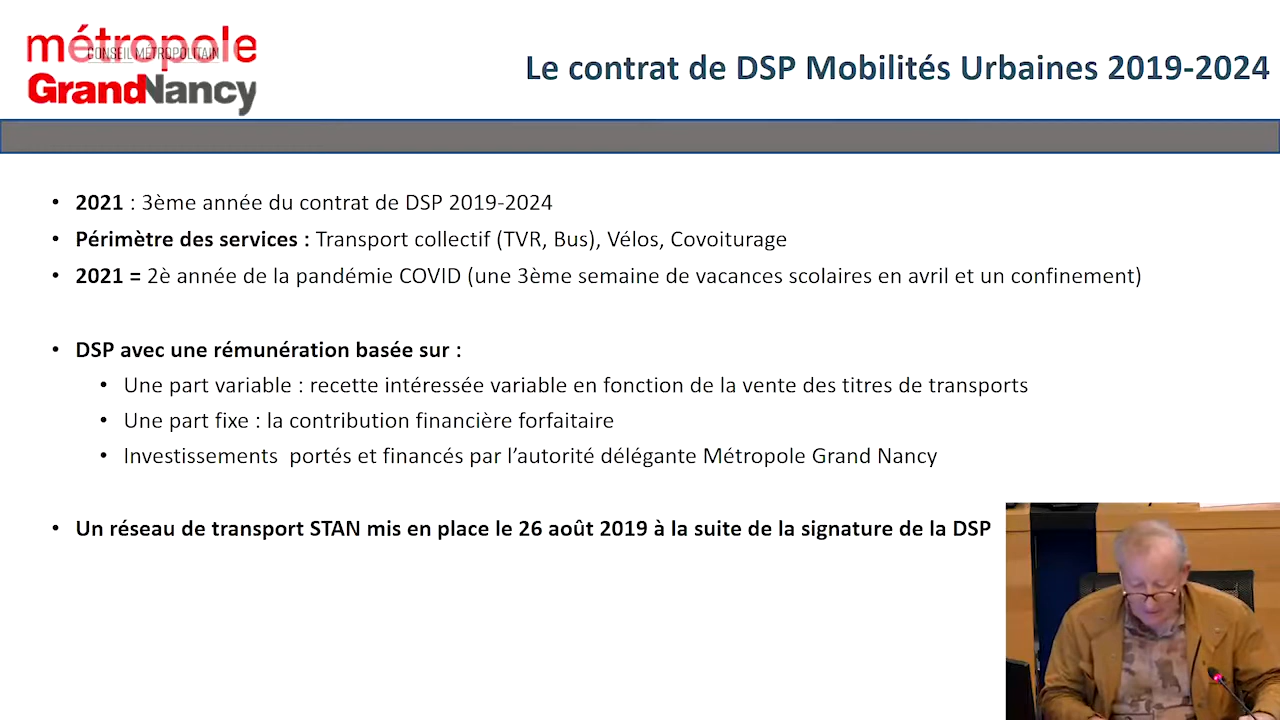 métropole
CONSEIL MÉTROPOLITAIN
GrandNancy
Le contrat de DSP Mobilités Urbaines 2019-2024
• 2021 : 3ème année du contrat de DSP 2019-2024
• Périmètre des services : Transport collectif (TVR, Bus), Vélos, Covoiturage
• 2021 = 2è année de la pandémie COVID (une 3ème semaine de vacances scolaires en avril et un confinement)
• DSP avec une rémunération basée sur :
• Une part variable : recette intéressée variable en fonction de la vente des titres de transports
• Une part fixe : la contribution financière forfaitaire
• Investissements portés et financés par l’autorité délégante Métropole Grand Nancy
• Un réseau de transport STAN mis en place le 26 août 2019 à la suite de la signature de la DSP